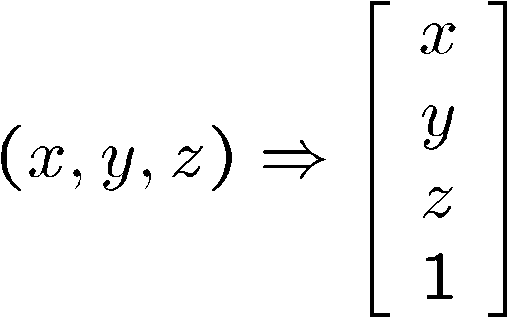 (x, y, z) ⇒ [x
y
z
1]